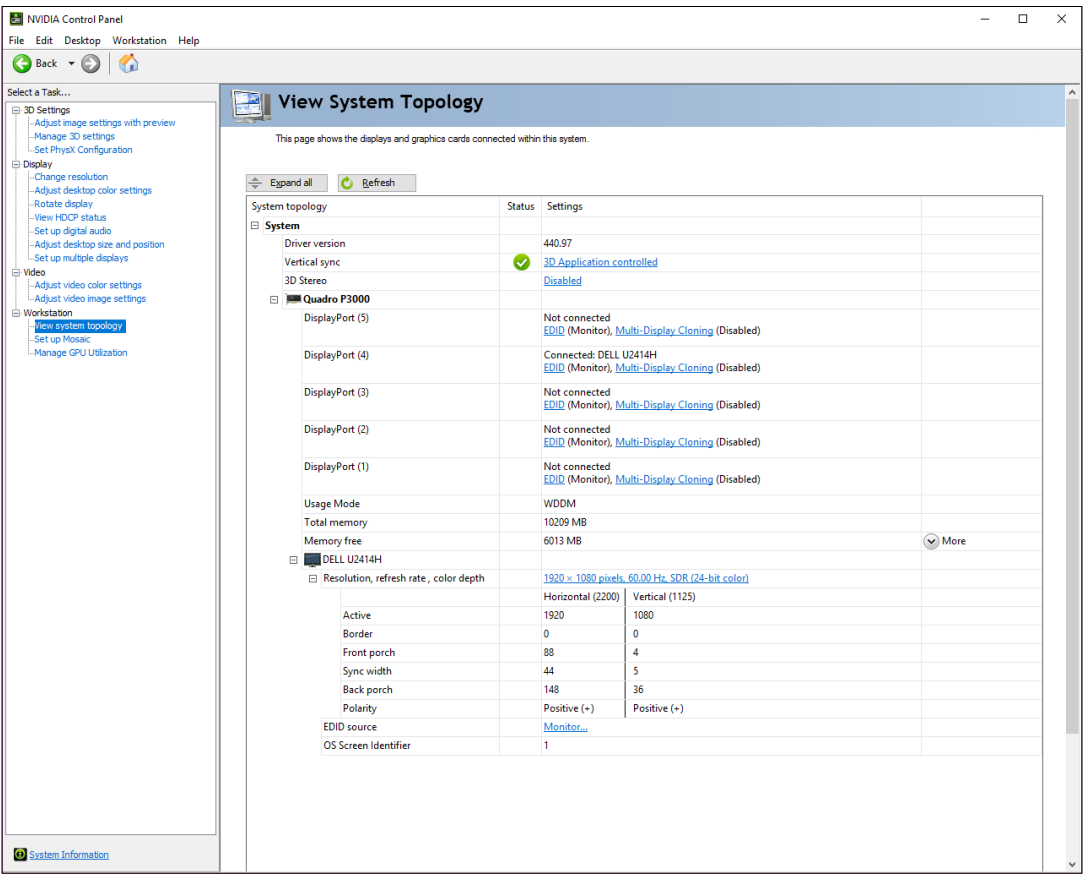 NVIDIA Control Panel
File Edit Desktop Workstation Help
Back
Select a Task...
3D Settings
Adjust image settings with preview
Manage 3D settings
Set PhysX Configuration
Display
Change resolution
Adjust desktop color settings
Rotate display
View HDCP status
Set up digital audio
Adjust desktop size and position
Set up multiple displays
Video
Adjust video color settings
Adjust video image settings
Workstation
View system topology
Set up Mosaic
Manage GPU Utilization
System Information
View System Topology
This page shows the displays and graphics cards connected within this system.
Expand all Refresh
System topology Status Settings
System
Driver version 440.97
Vertical sync 3D Application controlled
3D Stereo Disabled
Quadro P3000
DisplayPort (5) Not connected
EDID (Monitor), Multi-Display Cloning (Disabled)
DisplayPort (4) Connected: DELL U2414H
EDID (Monitor), Multi-Display Cloning (Disabled)
DisplayPort (3) Not connected
EDID (Monitor), Multi-Display Cloning (Disabled)
DisplayPort (2) Not connected
EDID (Monitor), Multi-Display Cloning (Disabled)
DisplayPort (1) Not connected
EDID (Monitor), Multi-Display Cloning (Disabled)
Usage Mode WDDM
Total memory 10209 MB
Memory free 6013 MB More
DELL U2414H
Resolution, refresh rate , color depth 1920 × 1080 pixels, 60.00 Hz, SDR (24-bit color)
Horizontal (2200) Vertical (1125)
Active 1920 1080
Border 0 0
Front porch 88 4
Sync width 44 5
Back porch 148 36
Polarity Positive (+) Positive (+)
EDID source Monitor...
OS Screen Identifier 1